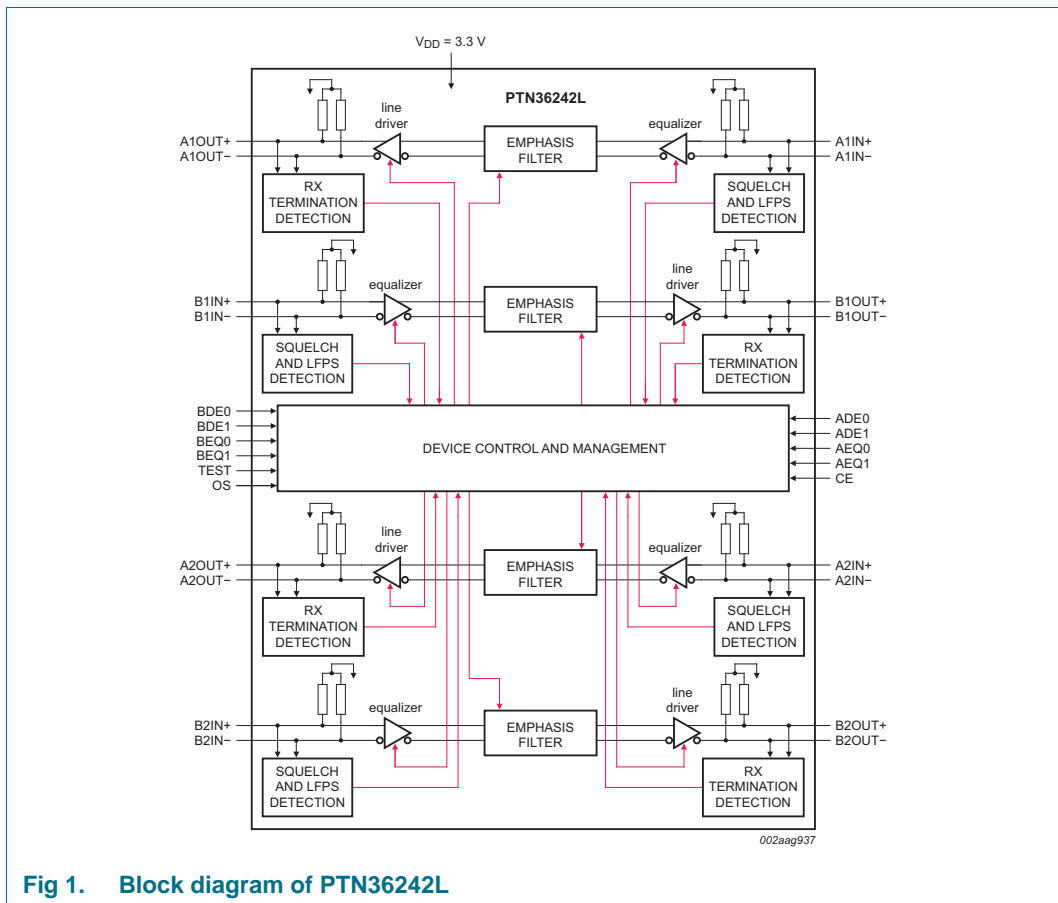 VDD = 3.3 V
PTN36242L
line
driver
equalizer
A1OUT+
A1OUT−
EMPHASIS
FILTER
A1IN+
A1IN−
RX
TERMINATION
DETECTION
SQUELCH
AND LFPS
DETECTION
equalizer
line
driver
B1IN+
B1IN−
EMPHASIS
FILTER
B1OUT+
B1OUT−
SQUELCH
AND LFPS
DETECTION
RX
TERMINATION
DETECTION
BDE0
BDE1
BEQ0
BEQ1
TEST
OS
DEVICE CONTROL AND MANAGEMENT
ADE0
ADE1
AEQ0
AEQ1
CE
line
driver
equalizer
A2OUT+
A2OUT−
EMPHASIS
FILTER
A2IN+
A2IN−
RX
TERMINATION
DETECTION
SQUELCH
AND LFPS
DETECTION
equalizer
line
driver
B2IN+
B2IN−
EMPHASIS
FILTER
B2OUT+
B2OUT−
SQUELCH
AND LFPS
DETECTION
RX
TERMINATION
DETECTION
002aag937
Fig 1. Block diagram of PTN36242L